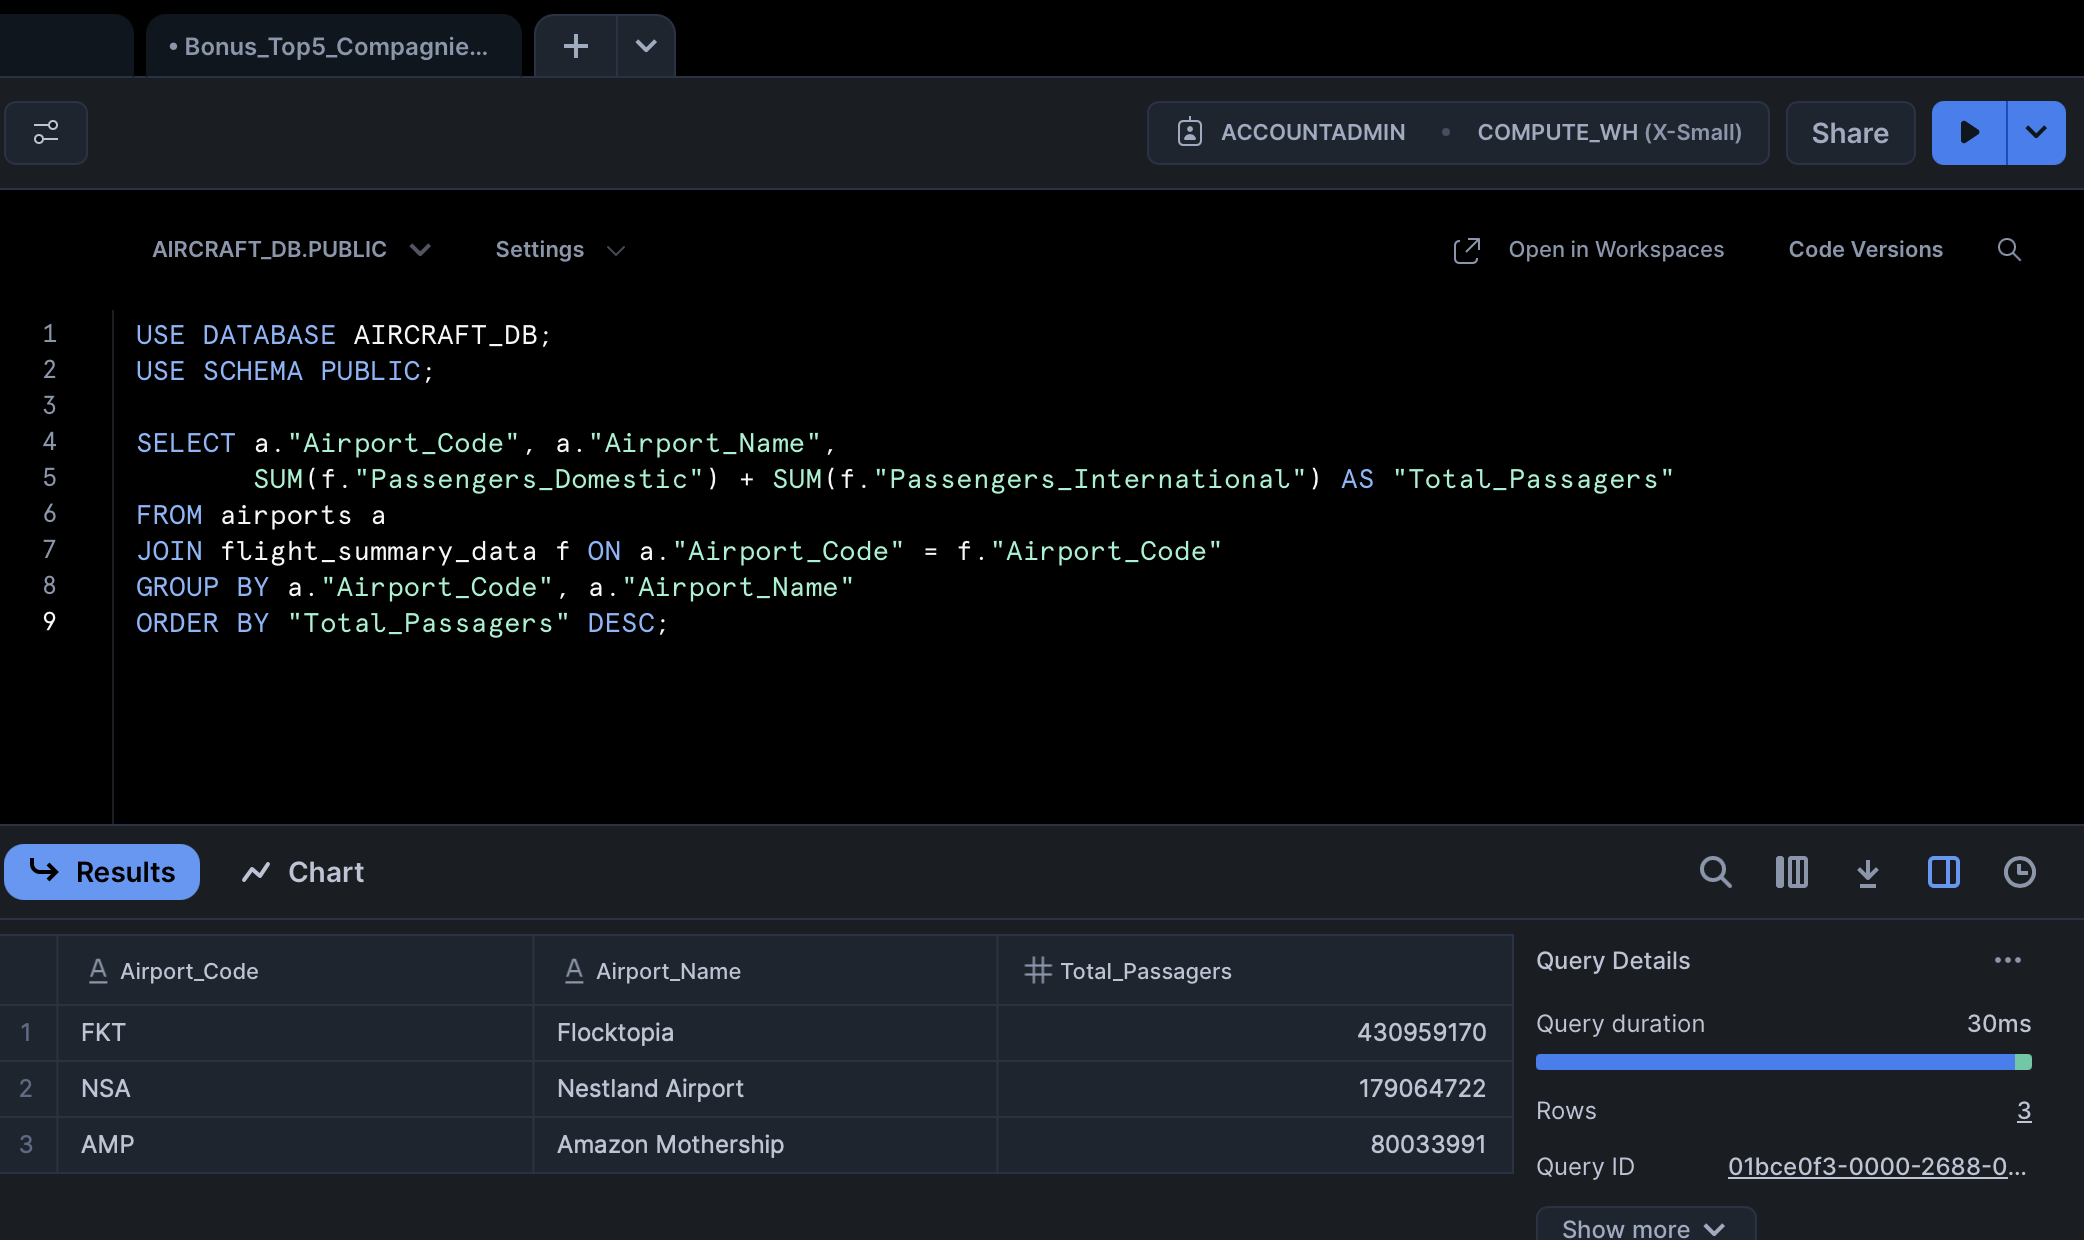 • Bonus_Top5_Compagnie...
ACCOUNTADMIN • COMPUTE_WH (X-Small)
Share
AIRCRAFT_DB.PUBLIC
Settings
Open in Workspaces
Code Versions
1 USE DATABASE AIRCRAFT_DB;
2 USE SCHEMA PUBLIC;
3
4 SELECT a."Airport_Code", a."Airport_Name",
5 SUM(f."Passengers_Domestic") + SUM(f."Passengers_International") AS "Total_Passagers"
6 FROM airports a
7 JOIN flight_summary_data f ON a."Airport_Code" = f."Airport_Code"
8 GROUP BY a."Airport_Code", a."Airport_Name"
9 ORDER BY "Total_Passagers" DESC;
Results
Chart
A Airport_Code A Airport_Name # Total_Passagers
1 FKT Flocktopia 430959170
2 NSA Nestland Airport 179064722
3 AMP Amazon Mothership 80033991
Query Details ...
Query duration 30ms
Rows 3
Query ID 01bce0f3-0000-2688-0...
Show more